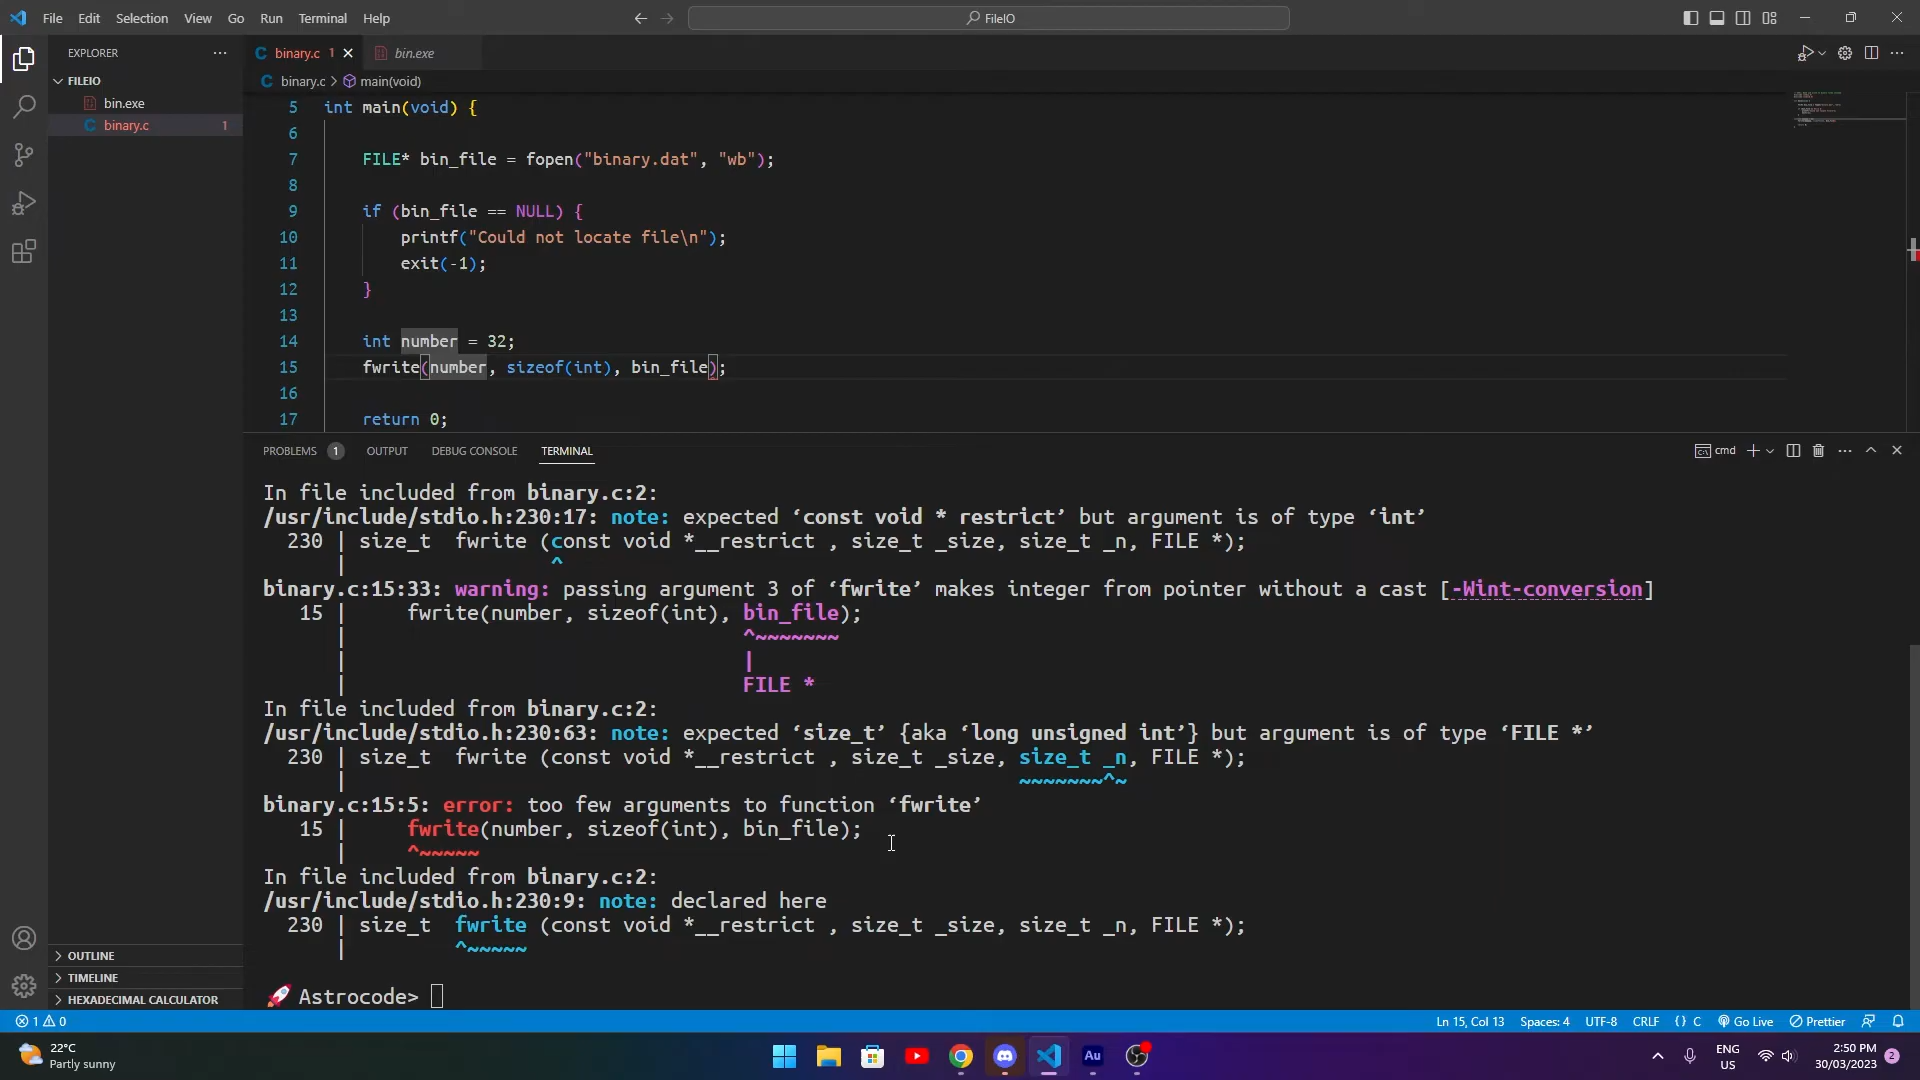 File Edit Selection View Go Run Terminal Help
FileIO
EXPLORER
FILEIO
bin.exe
binary.c 1
OUTLINE
TIMELINE
HEXADECIMAL CALCULATOR
binary.c 1
bin.exe
binary.c > main(void)
5 int main(void) {
6
7 FILE* bin_file = fopen("binary.dat", "wb");
8
9 if (bin_file == NULL) {
10 printf("Could not locate file\n");
11 exit(-1);
12 }
13
14 int number = 32;
15 fwrite(number, sizeof(int), bin_file);
16
17 return 0;
PROBLEMS 1 OUTPUT DEBUG CONSOLE TERMINAL
cmd
In file included from binary.c:2:
/usr/include/stdio.h:230:17: note: expected ‘const void * restrict’ but argument is of type ‘int’
230 | size_t fwrite (const void *__restrict , size_t _size, size_t _n, FILE *);
| ^
binary.c:15:33: warning: passing argument 3 of ‘fwrite’ makes integer from pointer without a cast [-Wint-conversion]
15 | fwrite(number, sizeof(int), bin_file);
| ^~~~~~~~
| |
| FILE *
In file included from binary.c:2:
/usr/include/stdio.h:230:63: note: expected ‘size_t’ {aka ‘long unsigned int’} but argument is of type ‘FILE *’
230 | size_t fwrite (const void *__restrict , size_t _size, size_t _n, FILE *);
| ~~~~~~~^~
binary.c:15:5: error: too few arguments to function ‘fwrite’
15 | fwrite(number, sizeof(int), bin_file);
| ^~~~~~
In file included from binary.c:2:
/usr/include/stdio.h:230:9: note: declared here
230 | size_t fwrite (const void *__restrict , size_t _size, size_t _n, FILE *);
| ^~~~~~
Astrocode>
1 0
Ln 15, Col 13 Spaces: 4 UTF-8 CRLF {} C Go Live Prettier
22°C
Partly sunny
Au
ENG
US
2:50 PM
30/03/2023
2